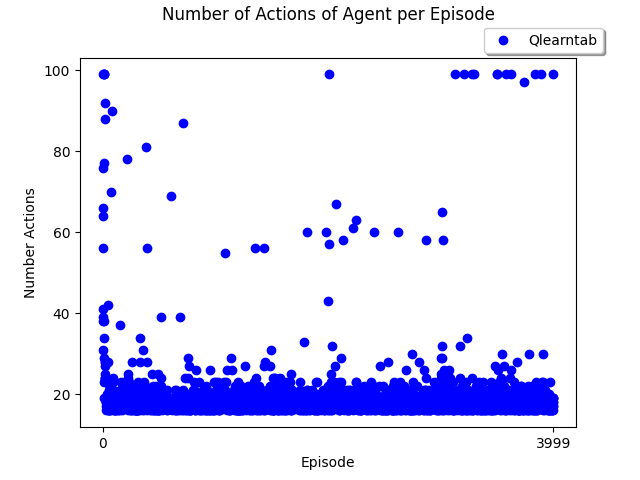 Number of Actions of Agent per Episode
Qlearntab
100
80
60
40
20
Number Actions
0
3999
Episode